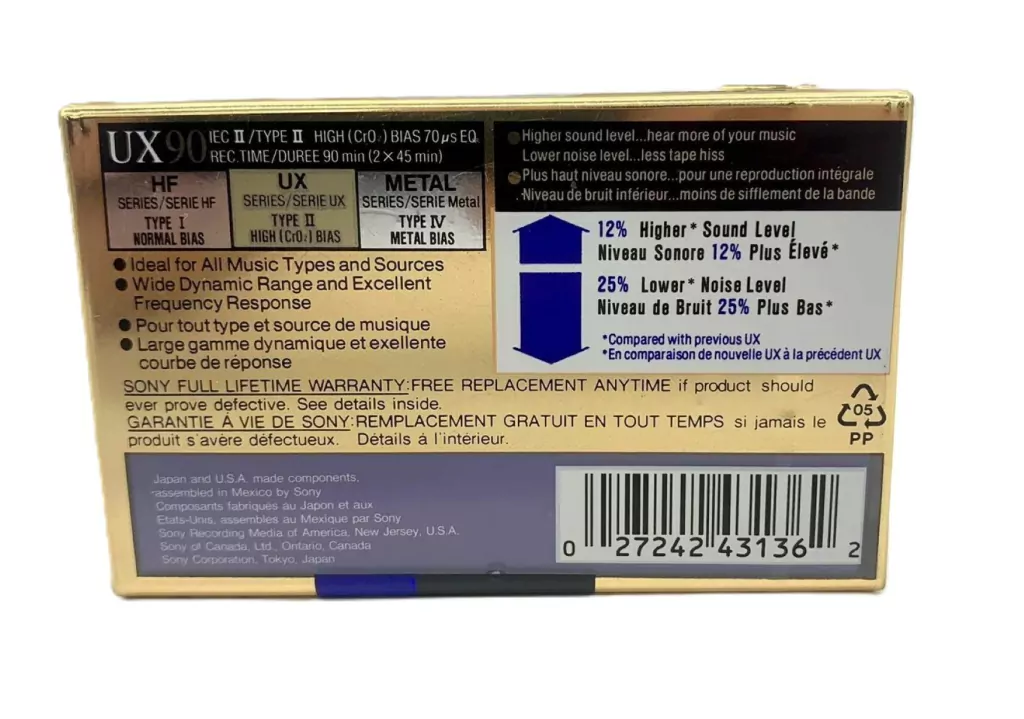 UX90 IEC II/TYPE II HIGH (CrO₂) BIAS 70 µs EQ
REC.TIME/DUREE 90 min (2 × 45 min)
HF
SERIES/SERIE HF
TYPE I
NORMAL BIAS
UX
SERIES/SERIE UX
TYPE II
HIGH (CrO₂) BIAS
METAL
SERIES/SERIE Metal
TYPE IV
METAL BIAS
● Ideal for All Music Types and Sources
● Wide Dynamic Range and Excellent
Frequency Response
● Pour tout type et source de musique
● Large gamme dynamique et exellente
courbe de réponse
● Higher sound level...hear more of your music
Lower noise level...less tape hiss
● Plus haut niveau sonore...pour une reproduction intégrale
Niveau de bruit inférieur...moins de sifflement de la bande
12% Higher* Sound Level
Niveau Sonore 12% Plus Élevé*
25% Lower* Noise Level
Niveau de Bruit 25% Plus Bas*
*Compared with previous UX
*En comparaison de nouvelle UX à la précédent UX
SONY FULL LIFETIME WARRANTY:FREE REPLACEMENT ANYTIME if product should
ever prove defective. See details inside.
GARANTIE À VIE DE SONY:REMPLACEMENT GRATUIT EN TOUT TEMPS si jamais le
produit s'avère défectueux. Détails á l'intérieur.
05
PP
Japan and U.S.A. made components,
assembled in Mexico by Sony
Composants fabriqués au Japon et aux
Etats-Unis, assemblés au Mexique par Sony
Sony Recording Media of America, New Jersey, U.S.A.
Sony of Canada, Ltd., Ontario, Canada
Sony Corporation, Tokyo, Japan
0 27242 43136 2